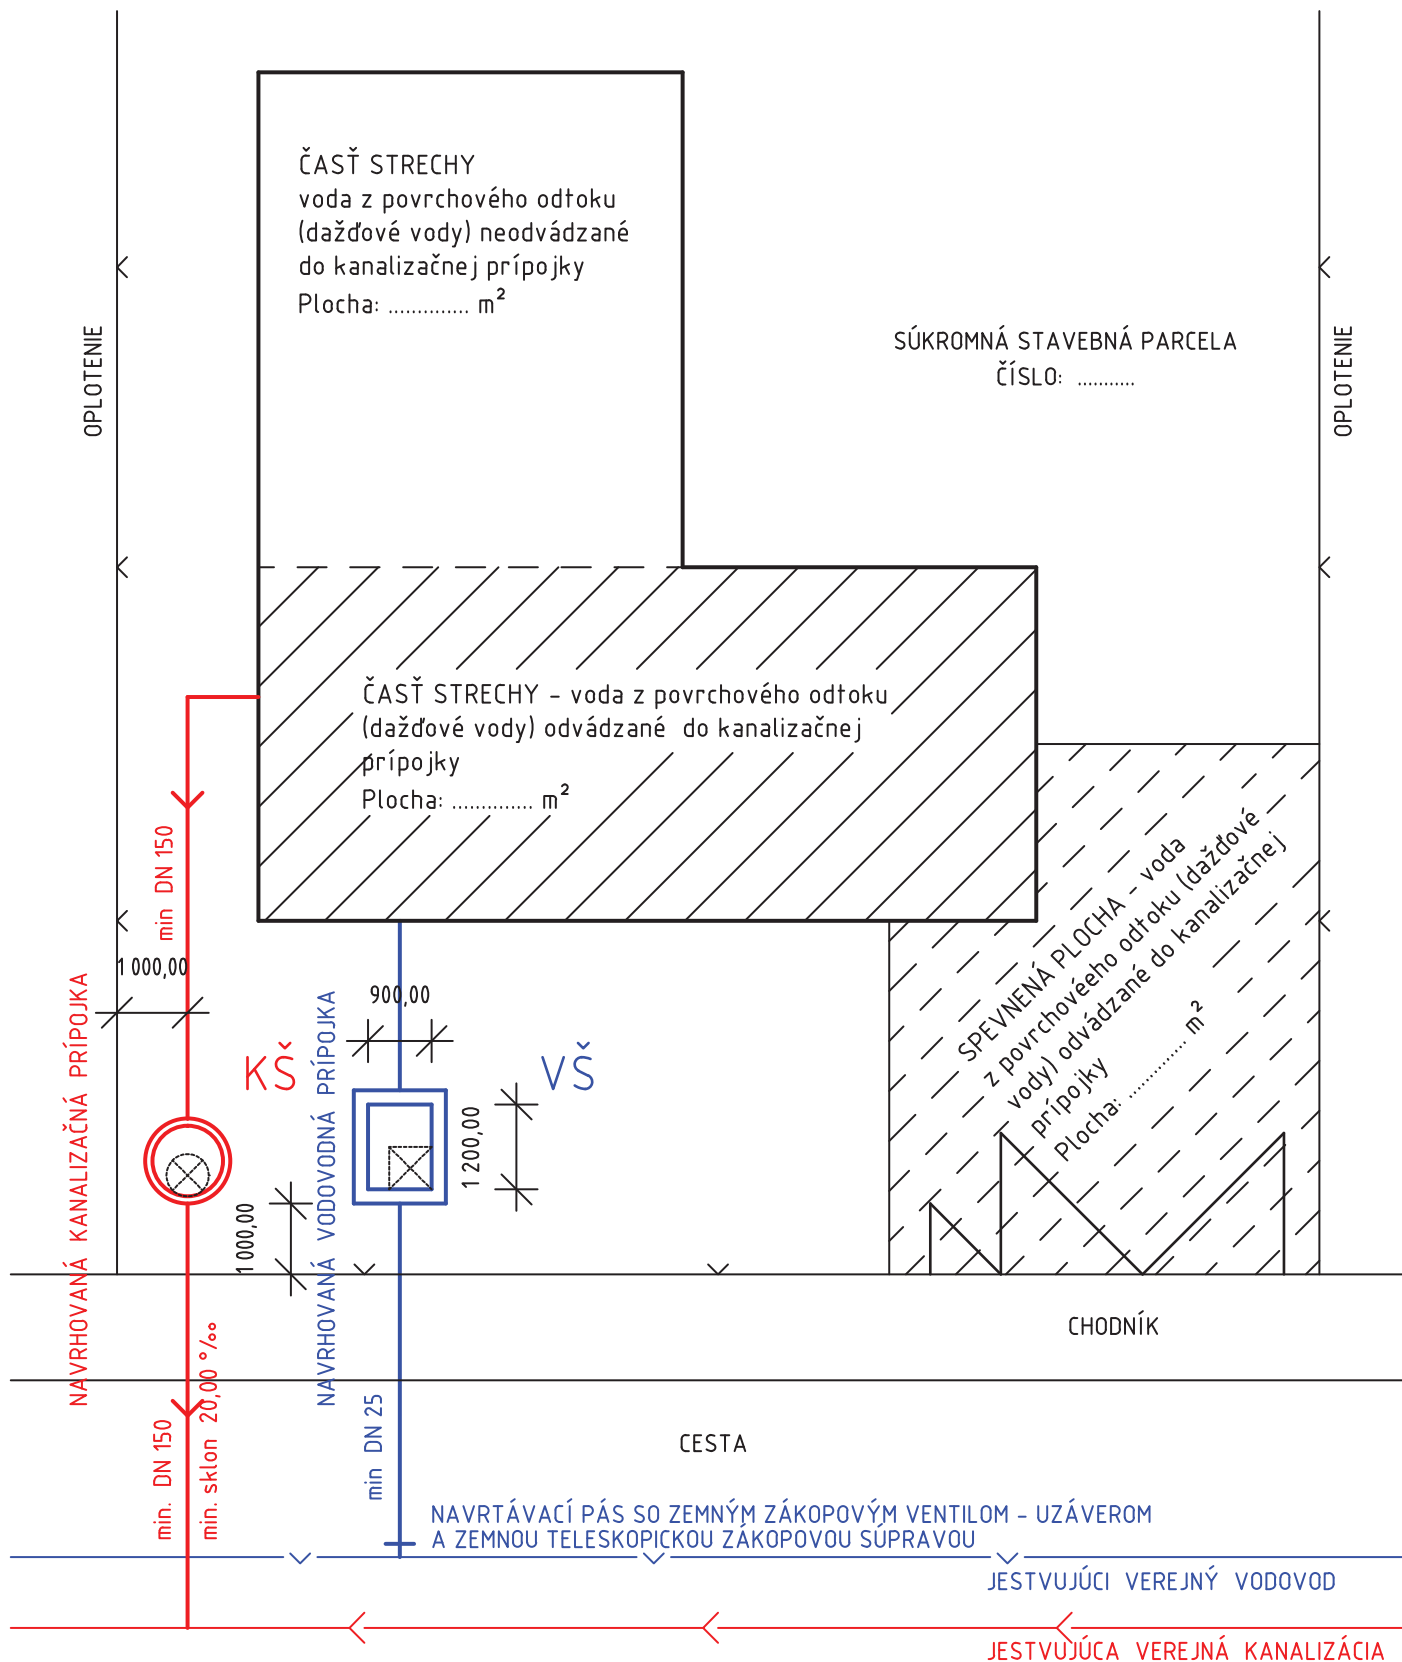 ČASŤ STRECHY
voda z povrchového odtoku
(dažďové vody) neodvádzané
do kanalizačnej prípojky
Plocha: .............. m²
OPLOTENIE
SÚKROMNÁ STAVEBNÁ PARCELA
ČÍSLO: ...........
OPLOTENIE
ČASŤ STRECHY – voda z povrchového odtoku
(dažďové vody) odvádzané do kanalizačnej
prípojky
Plocha: .............. m²
SPEVNENÁ PLOCHA - voda
z povrchovéeho odtoku (dažďové
vody) odvádzané do kanalizačnej
prípojky
Plocha: .............. m²
min DN 150
1 000,00
NAVRHOVANÁ KANALIZAČNÁ PRÍPOJKA
KŠ
NAVRHOVANÁ VODOVODNÁ PRÍPOJKA
900,00
VŠ
1 200,00
1 000,00
CHODNÍK
min. DN 150
min. sklon 20,00 °/oo
min DN 25
CESTA
NAVRTÁVACÍ PÁS SO ZEMNÝM ZÁKOPOVÝM VENTILOM – UZÁVEROM
A ZEMNOU TELESKOPICKOU ZÁKOPOVOU SÚPRAVOU
JESTVUJÚCI VEREJNÝ VODOVOD
JESTVUJÚCA VEREJNÁ KANALIZÁCIA